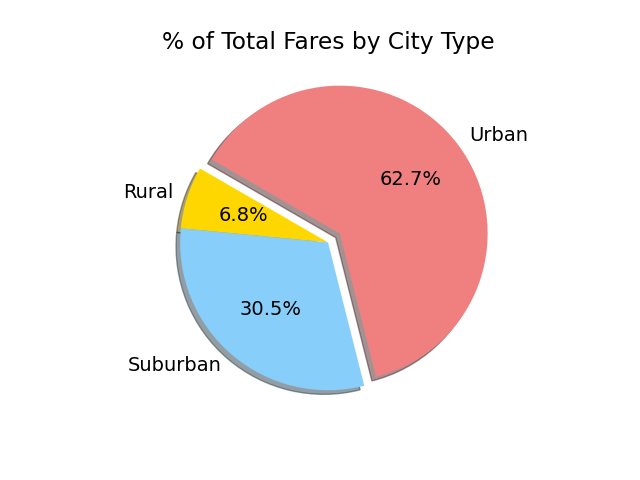 % of Total Fares by City Type
Urban
62.7%
Rural
6.8%
30.5%
Suburban